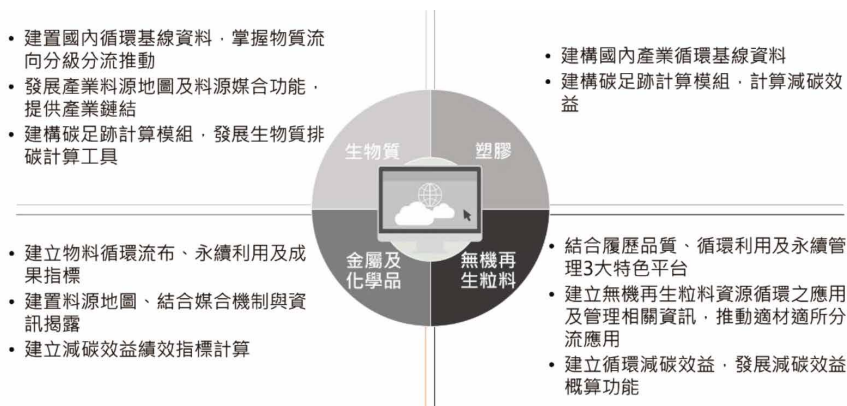 • 建置國內循環基線資料，掌握物質流
向分級分流推動
• 發展產業料源地圖及料源媒合功能，
提供產業鏈結
• 建構碳足跡計算模組，發展生物質排
碳計算工具
• 建構國內產業循環基線資料
• 建構碳足跡計算模組，計算減碳效
益
生物質
塑膠
金屬及
化學品
無機再
生粒料
• 建立物料循環流布、永續利用及成
果指標
• 建置料源地圖、結合媒合機制與資
訊揭露
• 建立減碳效益績效指標計算
• 結合履歷品質、循環利用及永續管
理3大特色平台
• 建立無機再生粒料資源循環之應用
及管理相關資訊，推動適材適所分
流應用
• 建立循環減碳效益，發展減碳效益
概算功能